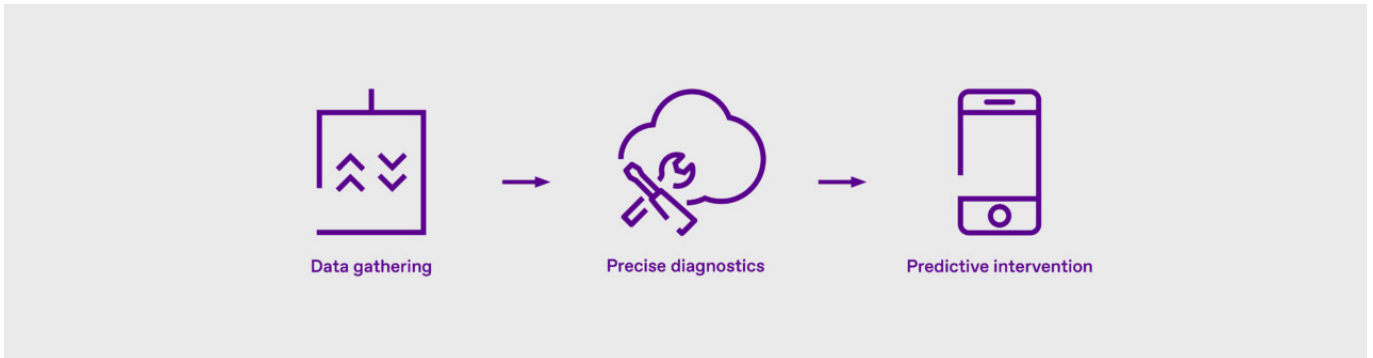 Data gathering
Precise diagnostics
Predictive intervention